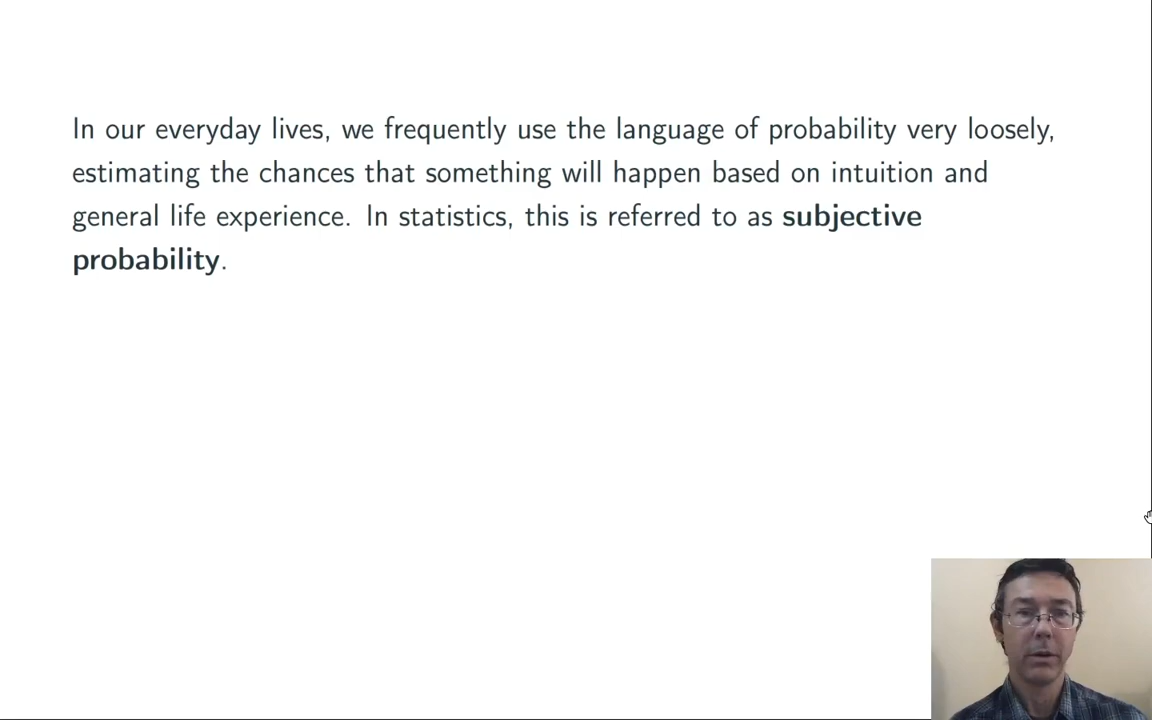 In our everyday lives, we frequently use the language of probability very loosely,
estimating the chances that something will happen based on intuition and
general life experience. In statistics, this is referred to as subjective
probability.